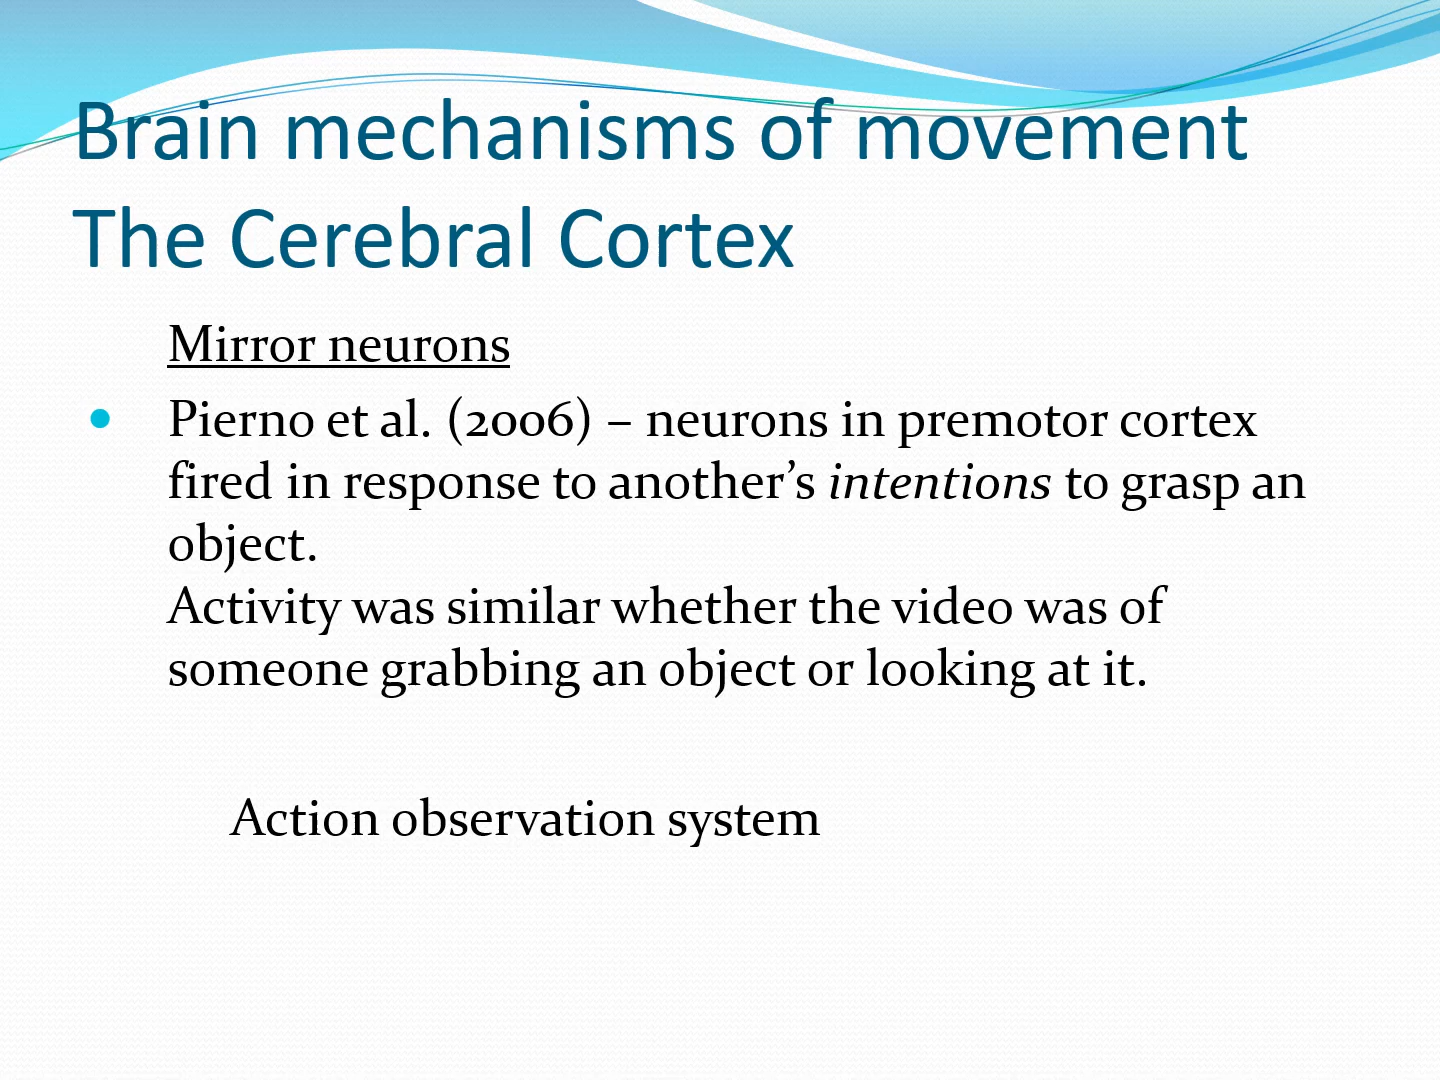 Brain mechanisms of movement
The Cerebral Cortex
Mirror neurons
Pierno et al. (2006) – neurons in premotor cortex
fired in response to another’s intentions to grasp an
object.
Activity was similar whether the video was of
someone grabbing an object or looking at it.
Action observation system